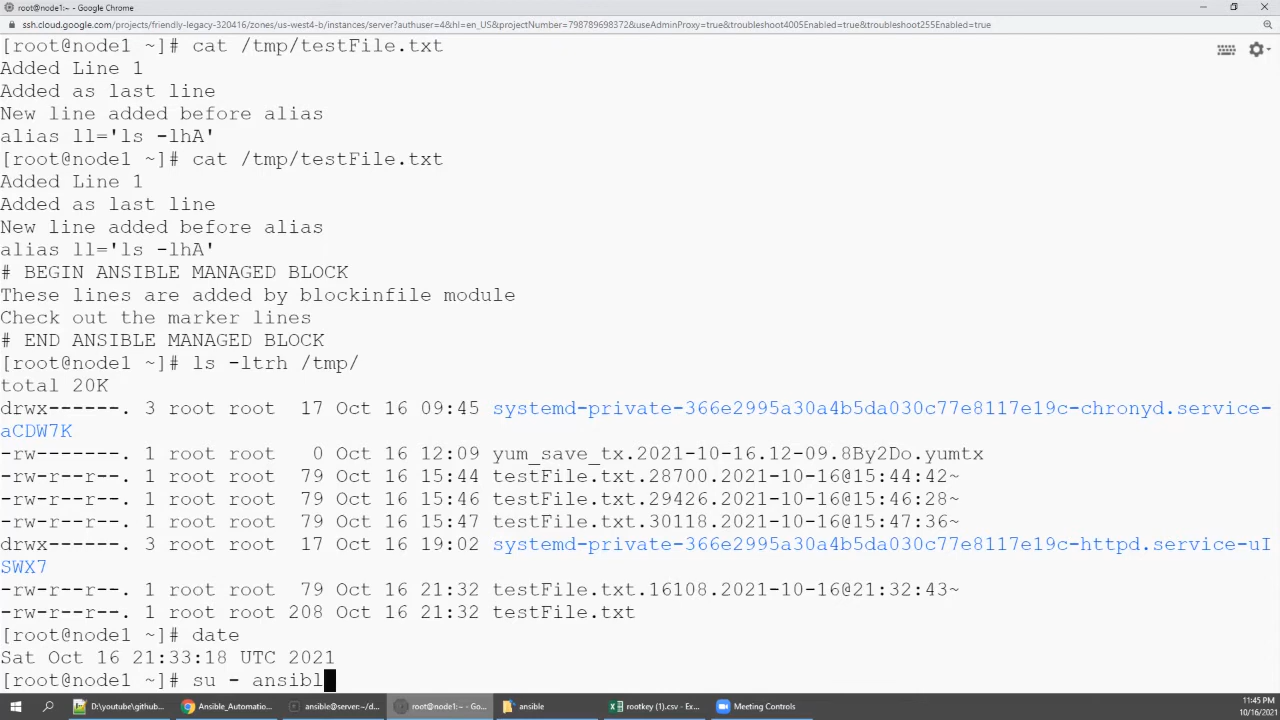 root@node1:~ - Google Chrome
ssh.cloud.google.com/projects/friendly-legacy-320416/zones/us-west4-b/instances/server?authuser=4&hl=en_US&projectNumber=798789698372&useAdminProxy=true&troubleshoot4005Enabled=true&troubleshoot255Enabled=true
[root@node1 ~]# cat /tmp/testFile.txt
Added Line 1
Added as last line
New line added before alias
alias ll='ls -lhA'
[root@node1 ~]# cat /tmp/testFile.txt
Added Line 1
Added as last line
New line added before alias
alias ll='ls -lhA'
# BEGIN ANSIBLE MANAGED BLOCK
These lines are added by blockinfile module
Check out the marker lines
# END ANSIBLE MANAGED BLOCK
[root@node1 ~]# ls -ltrh /tmp/
total 20K
drwx------. 3 root root  17 Oct 16 09:45 systemd-private-366e2995a30a4b5da030c77e8117e19c-chronyd.service-
aCDW7K
-rw-------. 1 root root   0 Oct 16 12:09 yum_save_tx.2021-10-16.12-09.8By2Do.yumtx
-rw-r--r--. 1 root root  79 Oct 16 15:44 testFile.txt.28700.2021-10-16@15:44:42~
-rw-r--r--. 1 root root  79 Oct 16 15:46 testFile.txt.29426.2021-10-16@15:46:28~
-rw-r--r--. 1 root root  79 Oct 16 15:47 testFile.txt.30118.2021-10-16@15:47:36~
drwx------. 3 root root  17 Oct 16 19:02 systemd-private-366e2995a30a4b5da030c77e8117e19c-httpd.service-uI
SWX7
-rw-r--r--. 1 root root  79 Oct 16 21:32 testFile.txt.16108.2021-10-16@21:32:43~
-rw-r--r--. 1 root root 208 Oct 16 21:32 testFile.txt
[root@node1 ~]# date
Sat Oct 16 21:33:18 UTC 2021
[root@node1 ~]# su - ansibl
D:\youtube\github... Ansible_Automatio... ansible@server:~/d... root@node1:~ - Go... ansible rootkey (1).csv - Ex... Meeting Controls
11:45 PM
10/16/2021